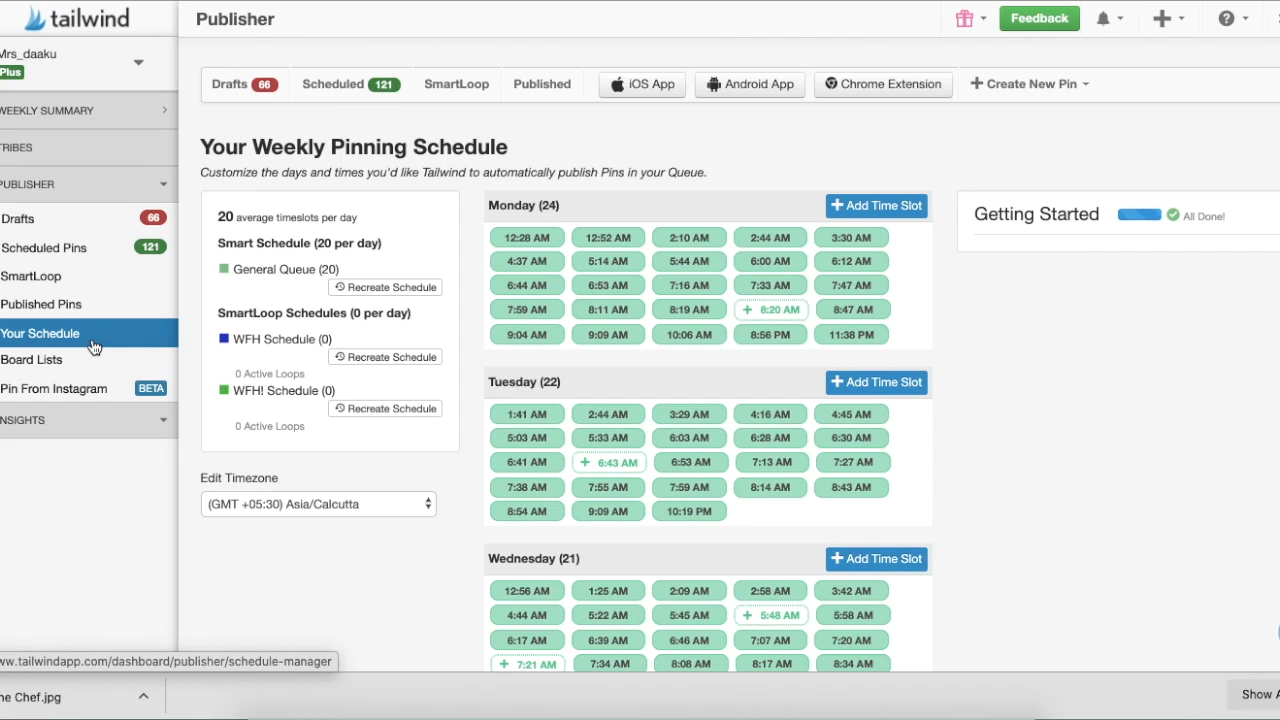 tailwind
Publisher
Feedback
Mrs_daaku
Plus
Drafts 66
Scheduled 121
SmartLoop
Published
iOS App
Android App
Chrome Extension
+ Create New Pin
WEEKLY SUMMARY
TRIBES
PUBLISHER
Drafts 66
Scheduled Pins 121
SmartLoop
Published Pins
Your Schedule
Board Lists
Pin From Instagram BETA
INSIGHTS
Your Weekly Pinning Schedule
Customize the days and times you'd like Tailwind to automatically publish Pins in your Queue.
20 average timeslots per day
Smart Schedule (20 per day)
General Queue (20)
Recreate Schedule
SmartLoop Schedules (0 per day)
WFH Schedule (0)
Recreate Schedule
0 Active Loops
WFH! Schedule (0)
Recreate Schedule
0 Active Loops
Edit Timezone
(GMT +05:30) Asia/Calcutta
Monday (24)
+ Add Time Slot
12:28 AM 12:52 AM 2:10 AM 2:44 AM 3:30 AM
4:37 AM 5:14 AM 5:44 AM 6:00 AM 6:12 AM
6:44 AM 6:53 AM 7:16 AM 7:33 AM 7:47 AM
7:59 AM 8:11 AM 8:19 AM + 8:20 AM 8:47 AM
9:04 AM 9:09 AM 10:06 AM 8:56 PM 11:38 PM
Tuesday (22)
+ Add Time Slot
1:41 AM 2:44 AM 3:29 AM 4:16 AM 4:45 AM
5:03 AM 5:33 AM 6:03 AM 6:28 AM 6:30 AM
6:41 AM + 6:43 AM 6:53 AM 7:13 AM 7:27 AM
7:38 AM 7:55 AM 7:59 AM 8:14 AM 8:43 AM
8:54 AM 9:09 AM 10:19 PM
Wednesday (21)
+ Add Time Slot
12:56 AM 1:25 AM 2:09 AM 2:58 AM 3:42 AM
4:44 AM 5:22 AM 5:45 AM + 5:48 AM 5:58 AM
6:17 AM 6:39 AM 6:46 AM 7:07 AM 7:20 AM
+ 7:21 AM 7:34 AM 8:08 AM 8:17 AM 8:34 AM
Getting Started
All Done!
ww.tailwindapp.com/dashboard/publisher/schedule-manager
he Chef.jpg
Show A